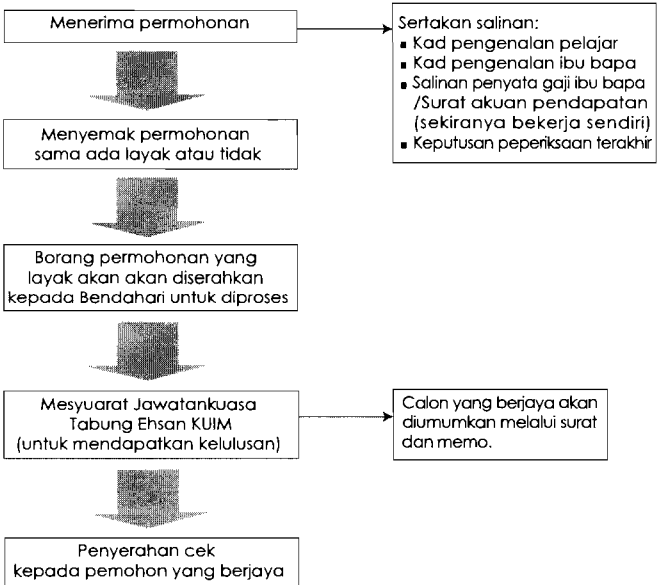 Menerima permohonan
Sertakan salinan:
▪ Kad pengenalan pelajar
▪ Kad pengenalan ibu bapa
▪ Salinan penyata gaji ibu bapa
/Surat akuan pendapatan
(sekiranya bekerja sendiri)
▪ Keputusan peperiksaan terakhir
Menyemak permohonan
sama ada layak atau tidak
Borang permohonan yang
layak akan akan diserahkan
kepada Bendahari untuk diproses
Mesyuarat Jawatankuasa
Tabung Ehsan KUIM
(untuk mendapatkan kelulusan)
Calon yang berjaya akan
diumumkan melalui surat
dan memo.
Penyerahan cek
kepada pemohon yang berjaya